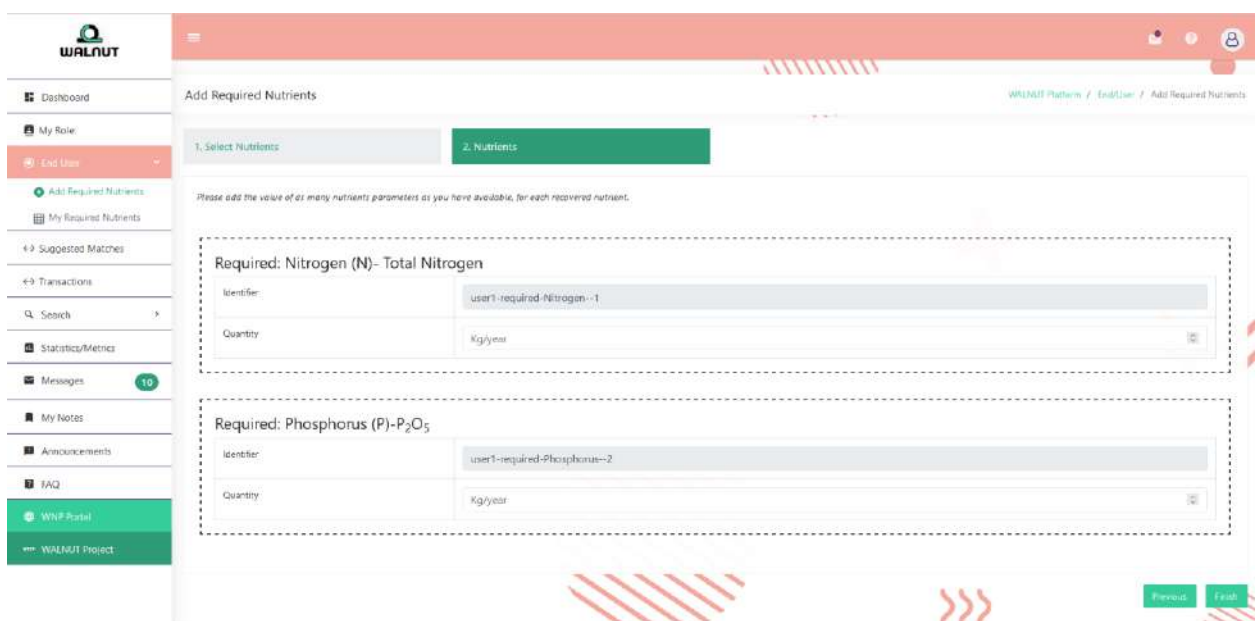 WALNUT
Dashboard
My Role
End User
Add Required Nutrients
My Required Nutrients
Suggested Matches
Transactions
Search
Statistics/Metrics
Messages 10
My Notes
Announcements
FAQ
WNP Portal
WALNUT Project
Add Required Nutrients
WALNUT Platform / End/User / Add Required Nutrients
1. Select Nutrients
2. Nutrients
Please add the value of as many nutrients parameters as you have available, for each recovered nutrient.
Required: Nitrogen (N)- Total Nitrogen
Identifier user1-required-Nitrogen--1
Quantity Kg/year
Required: Phosphorus (P)-P₂O₅
Identifier user1-required-Phosphorus--2
Quantity Kg/year
Previous Finish